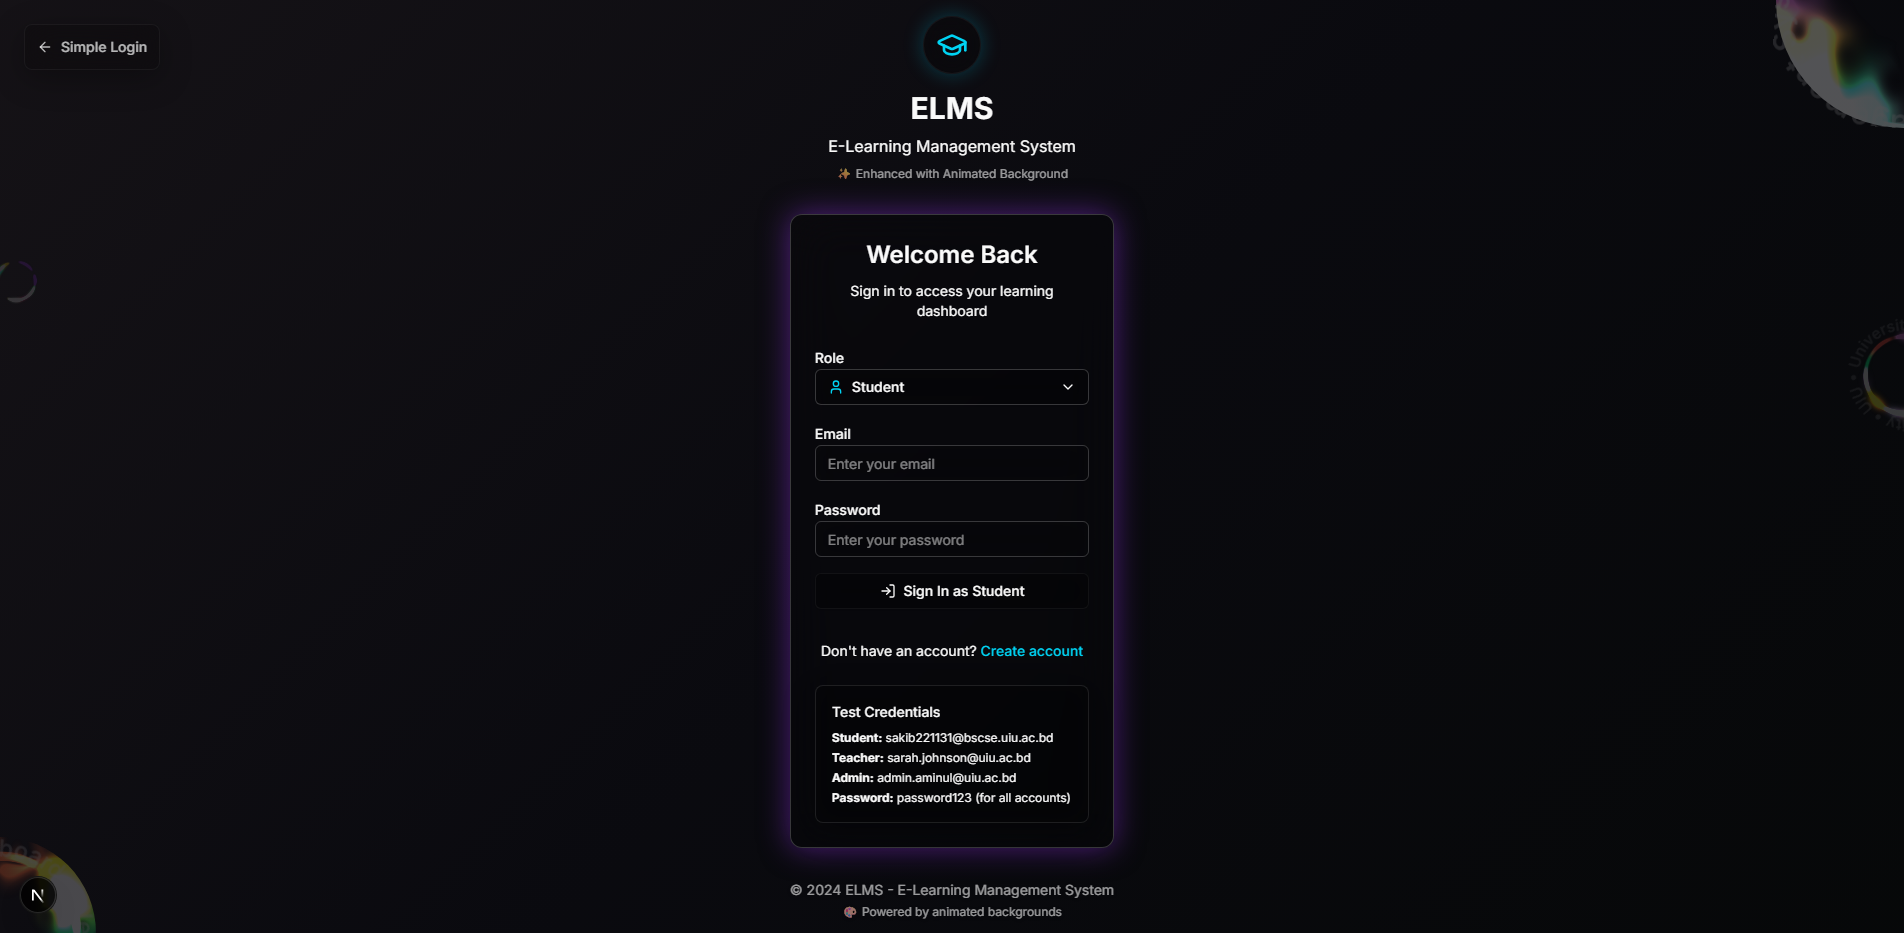 Simple Login
ELMS
E-Learning Management System
✨ Enhanced with Animated Background
Welcome Back
Sign in to access your learning
dashboard
Role
Student
Email
Enter your email
Password
Enter your password
Sign In as Student
Don't have an account? Create account
Test Credentials
Student: sakib221131@bscse.uiu.ac.bd
Teacher: sarah.johnson@uiu.ac.bd
Admin: admin.aminul@uiu.ac.bd
Password: password123 (for all accounts)
© 2024 ELMS - E-Learning Management System
🎨 Powered by animated backgrounds
N
UIU